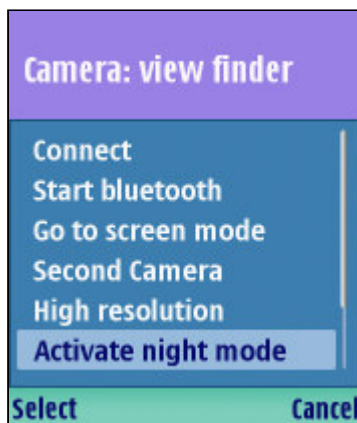 Camera: view finder
Connect
Start bluetooth
Go to screen mode
Second Camera
High resolution
Activate night mode
Select Cancel